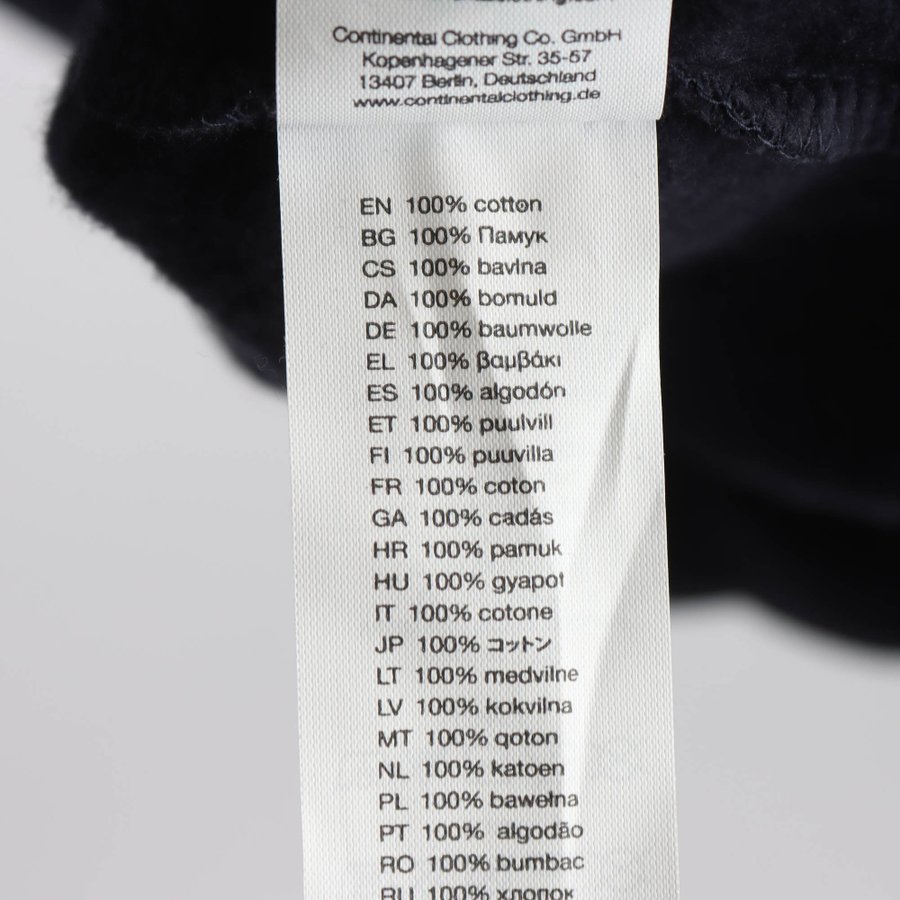 Continental Clothing Co. GmbH
Kopenhagener Str. 35-57
13407 Berlin, Deutschland
www.continentalclothing.de
EN 100% cotton
BG 100% Памук
CS 100% bavlna
DA 100% bomuld
DE 100% baumwolle
EL 100% βαμβάκι
ES 100% algodón
ET 100% puulvill
FI 100% puuvilla
FR 100% coton
GA 100% cadás
HR 100% pamuk
HU 100% gyapot
IT 100% cotone
JP 100% コットン
LT 100% medvilne
LV 100% kokvilna
MT 100% qoton
NL 100% katoen
PL 100% bawełna
PT 100% algodão
RO 100% bumbac
RU 100% хлопок